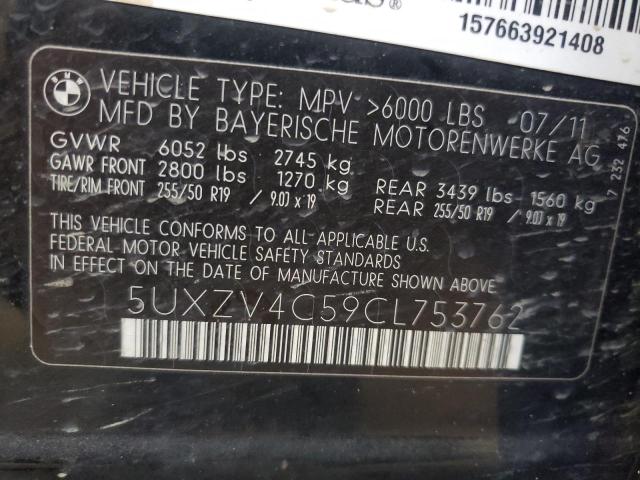 157663921408
BMW
VEHICLE TYPE: MPV >6000 LBS 07/11
MFD BY BAYERISCHE MOTORENWERKE AG
GVWR 6052 lbs 2745 kg
GAWR FRONT 2800 lbs 1270 kg REAR 3439 lbs 1560 kg
TIRE/RIM FRONT 255/50 R19 / 9.0J x 19 REAR 255/50 R19 / 9.0J x 19
7 232 476
THIS VEHICLE CONFORMS TO ALL APPLICABLE U.S.
FEDERAL MOTOR VEHICLE SAFETY STANDARDS
IN EFFECT ON THE DATE OF MANUFACTURE SHOWN ABOVE
5UXZV4C59CL753762